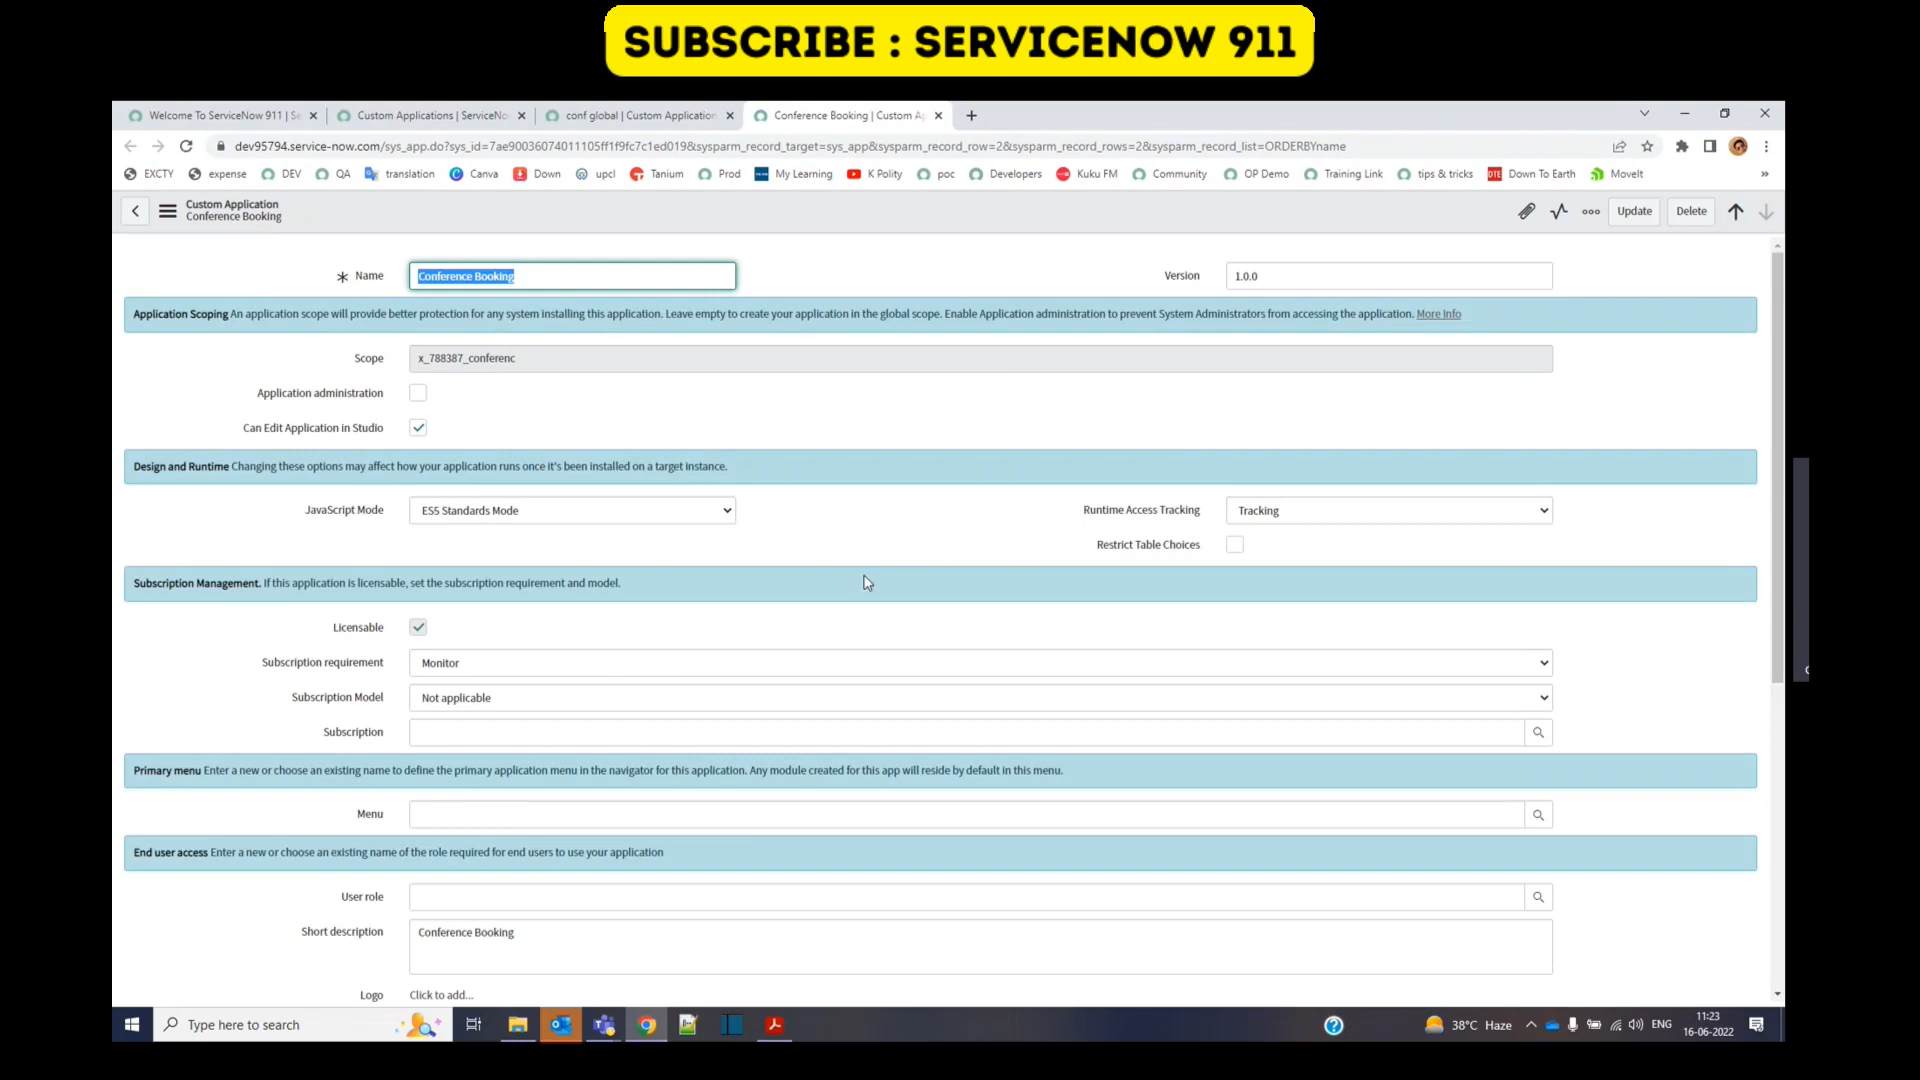 SUBSCRIBE : SERVICENOW 911
Welcome To ServiceNow 911 | Se
Custom Applications | ServiceNo
conf global | Custom Application
Conference Booking | Custom Ap
dev95794.service-now.com/sys_app.do?sys_id=7ae90036074011105ff1f9fc7c1ed019&sysparm_record_target=sys_app&sysparm_record_row=2&sysparm_record_rows=2&sysparm_record_list=ORDERBYname
EXCTY expense DEV QA translation Canva Down upcl Tanium Prod My Learning K Polity poc Developers Kuku FM Community OP Demo Training Link tips & tricks DTE Down To Earth MoveIt »
Custom Application
Conference Booking
Update Delete
Name Conference Booking Version 1.0.0
Application Scoping An application scope will provide better protection for any system installing this application. Leave empty to create your application in the global scope. Enable Application administration to prevent System Administrators from accessing the application. More Info
Scope x_788387_conferenc
Application administration
Can Edit Application in Studio
Design and Runtime Changing these options may affect how your application runs once it's been installed on a target instance.
JavaScript Mode ES5 Standards Mode Runtime Access Tracking Tracking
Restrict Table Choices
Subscription Management. If this application is licensable, set the subscription requirement and model.
Licensable
Subscription requirement Monitor
Subscription Model Not applicable
Subscription
Primary menu Enter a new or choose an existing name to define the primary application menu in the navigator for this application. Any module created for this app will reside by default in this menu.
Menu
End user access Enter a new or choose an existing name of the role required for end users to use your application
User role
Short description Conference Booking
Logo Click to add...
Type here to search
38°C Haze ENG 11:23
16-06-2022